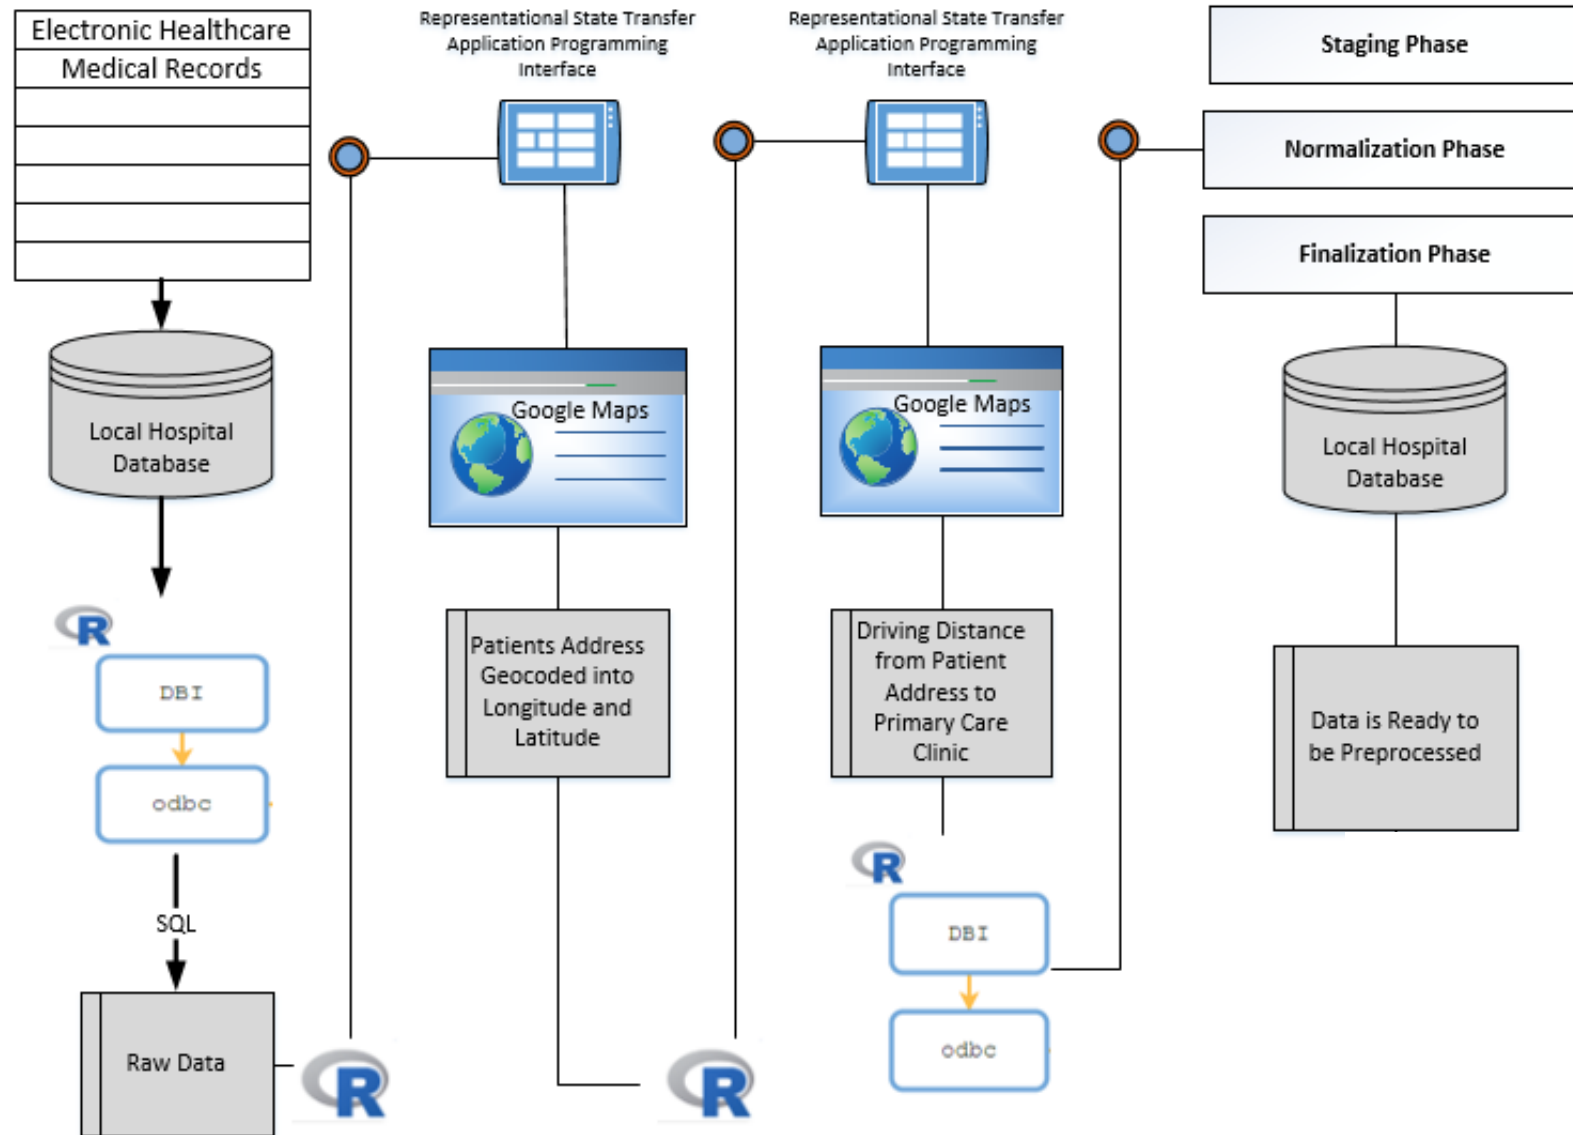 Electronic Healthcare
Medical Records
Local Hospital
Database
R
DBI
odbc
SQL
Raw Data
R
Representational State Transfer
Application Programming
Interface
Google Maps
Patients Address
Geocoded into
Longitude and
Latitude
R
Representational State Transfer
Application Programming
Interface
Google Maps
Driving Distance
from Patient
Address to
Primary Care
Clinic
R
DBI
odbc
Staging Phase
Normalization Phase
Finalization Phase
Local Hospital
Database
Data is Ready to
be Preprocessed